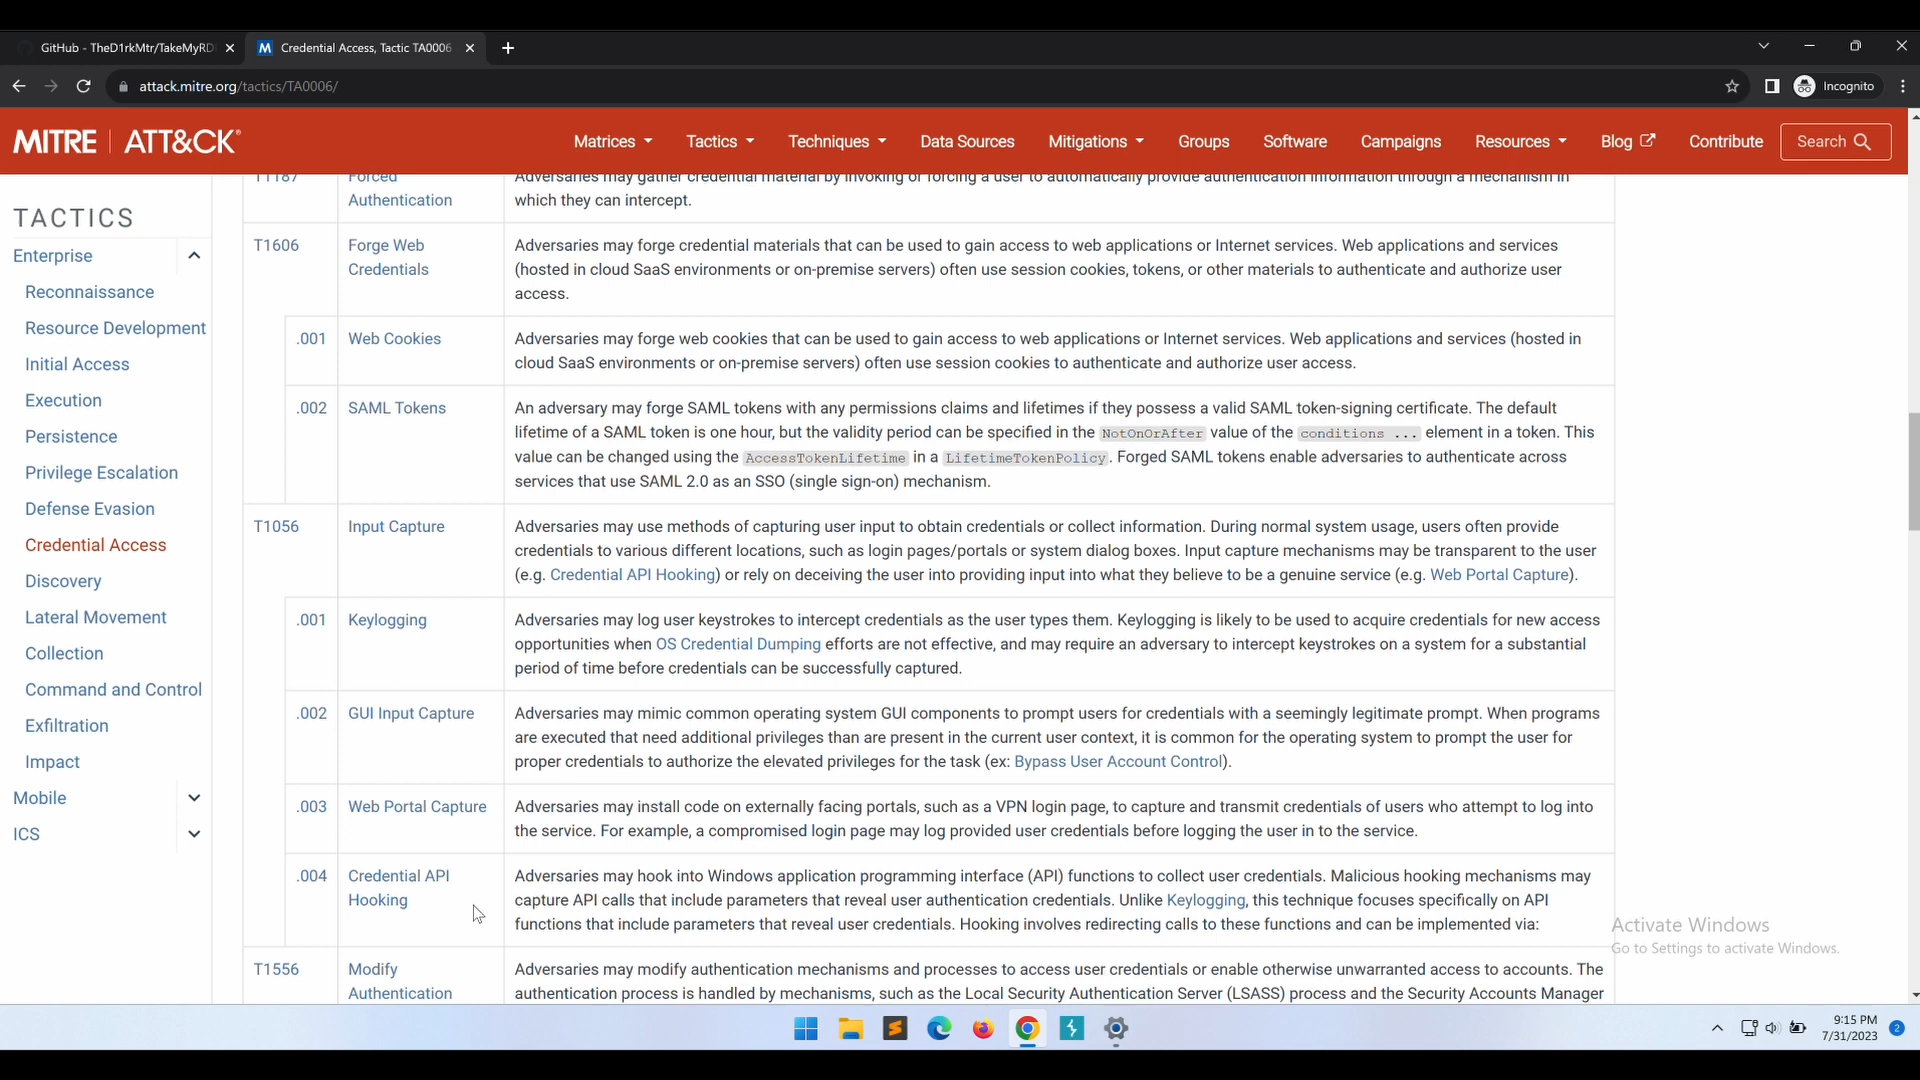 GitHub - TheD1rkMtr/TakeMyRD
Credential Access, Tactic TA0006
attack.mitre.org/tactics/TA0006/
Incognito
MITRE | ATT&CK®
Matrices
Tactics
Techniques
Data Sources
Mitigations
Groups
Software
Campaigns
Resources
Blog
Contribute
Search
TACTICS
Enterprise
Reconnaissance
Resource Development
Initial Access
Execution
Persistence
Privilege Escalation
Defense Evasion
Credential Access
Discovery
Lateral Movement
Collection
Command and Control
Exfiltration
Impact
Mobile
ICS
T1187
Forced
Authentication
Adversaries may gather credential material by invoking or forcing a user to automatically provide authentication information through a mechanism in
which they can intercept.
T1606
Forge Web
Credentials
Adversaries may forge credential materials that can be used to gain access to web applications or Internet services. Web applications and services
(hosted in cloud SaaS environments or on-premise servers) often use session cookies, tokens, or other materials to authenticate and authorize user
access.
.001
Web Cookies
Adversaries may forge web cookies that can be used to gain access to web applications or Internet services. Web applications and services (hosted in
cloud SaaS environments or on-premise servers) often use session cookies to authenticate and authorize user access.
.002
SAML Tokens
An adversary may forge SAML tokens with any permissions claims and lifetimes if they possess a valid SAML token-signing certificate. The default
lifetime of a SAML token is one hour, but the validity period can be specified in the NotOnOrAfter value of the conditions ... element in a token. This
value can be changed using the AccessTokenLifetime in a LifetimeTokenPolicy. Forged SAML tokens enable adversaries to authenticate across
services that use SAML 2.0 as an SSO (single sign-on) mechanism.
T1056
Input Capture
Adversaries may use methods of capturing user input to obtain credentials or collect information. During normal system usage, users often provide
credentials to various different locations, such as login pages/portals or system dialog boxes. Input capture mechanisms may be transparent to the user
(e.g. Credential API Hooking) or rely on deceiving the user into providing input into what they believe to be a genuine service (e.g. Web Portal Capture).
.001
Keylogging
Adversaries may log user keystrokes to intercept credentials as the user types them. Keylogging is likely to be used to acquire credentials for new access
opportunities when OS Credential Dumping efforts are not effective, and may require an adversary to intercept keystrokes on a system for a substantial
period of time before credentials can be successfully captured.
.002
GUI Input Capture
Adversaries may mimic common operating system GUI components to prompt users for credentials with a seemingly legitimate prompt. When programs
are executed that need additional privileges than are present in the current user context, it is common for the operating system to prompt the user for
proper credentials to authorize the elevated privileges for the task (ex: Bypass User Account Control).
.003
Web Portal Capture
Adversaries may install code on externally facing portals, such as a VPN login page, to capture and transmit credentials of users who attempt to log into
the service. For example, a compromised login page may log provided user credentials before logging the user in to the service.
.004
Credential API
Hooking
Adversaries may hook into Windows application programming interface (API) functions to collect user credentials. Malicious hooking mechanisms may
capture API calls that include parameters that reveal user authentication credentials. Unlike Keylogging, this technique focuses specifically on API
functions that include parameters that reveal user credentials. Hooking involves redirecting calls to these functions and can be implemented via:
T1556
Modify
Authentication
Adversaries may modify authentication mechanisms and processes to access user credentials or enable otherwise unwarranted access to accounts. The
authentication process is handled by mechanisms, such as the Local Security Authentication Server (LSASS) process and the Security Accounts Manager
Activate Windows
Go to Settings to activate Windows.
9:15 PM
7/31/2023
2